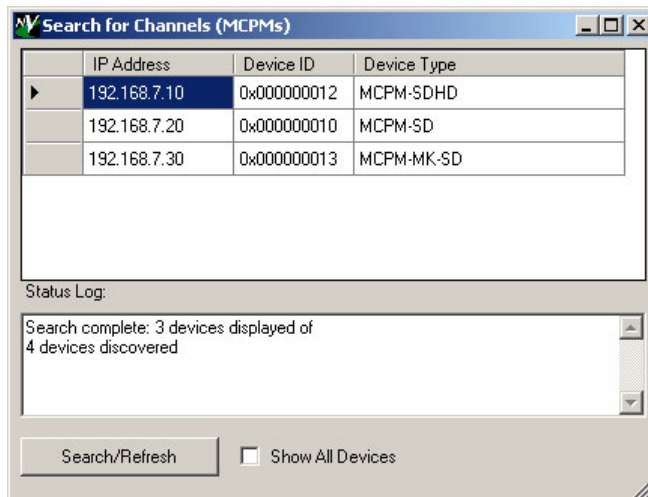 NV Search for Channels (MCPMs)
IP Address Device ID Device Type
192.168.7.10 0x000000012 MCPM-SDHD
192.168.7.20 0x000000010 MCPM-SD
192.168.7.30 0x000000013 MCPM-MK-SD
Status Log:
Search complete: 3 devices displayed of
4 devices discovered
Search/Refresh Show All Devices